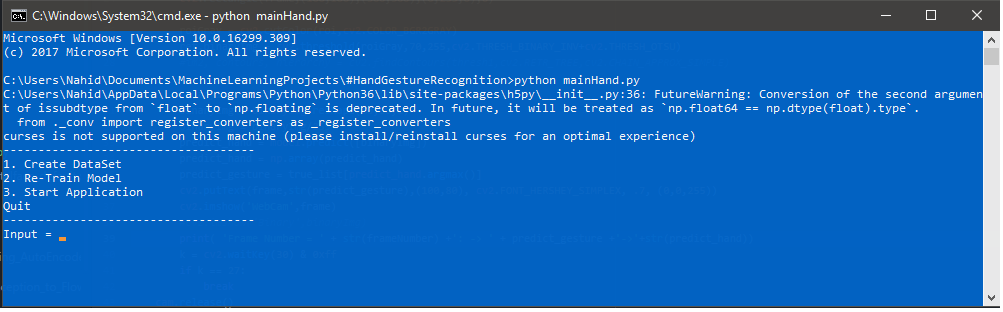 C:\Windows\System32\cmd.exe - python mainHand.py
Microsoft Windows [Version 10.0.16299.309]
(c) 2017 Microsoft Corporation. All rights reserved.
C:\Users\Nahid\Documents\MachineLearningProjects\#HandGestureRecognition>python mainHand.py
C:\Users\Nahid\AppData\Local\Programs\Python\Python36\lib\site-packages\h5py\__init__.py:36: FutureWarning: Conversion of the second argumen
t of issubdtype from `float` to `np.floating` is deprecated. In future, it will be treated as `np.float64 == np.dtype(float).type`.
from ._conv import register_converters as _register_converters
curses is not supported on this machine (please install/reinstall curses for an optimal experience)
-----------------------------------
1. Create DataSet
2. Re-Train Model
3. Start Application
Quit
-----------------------------------
Input =